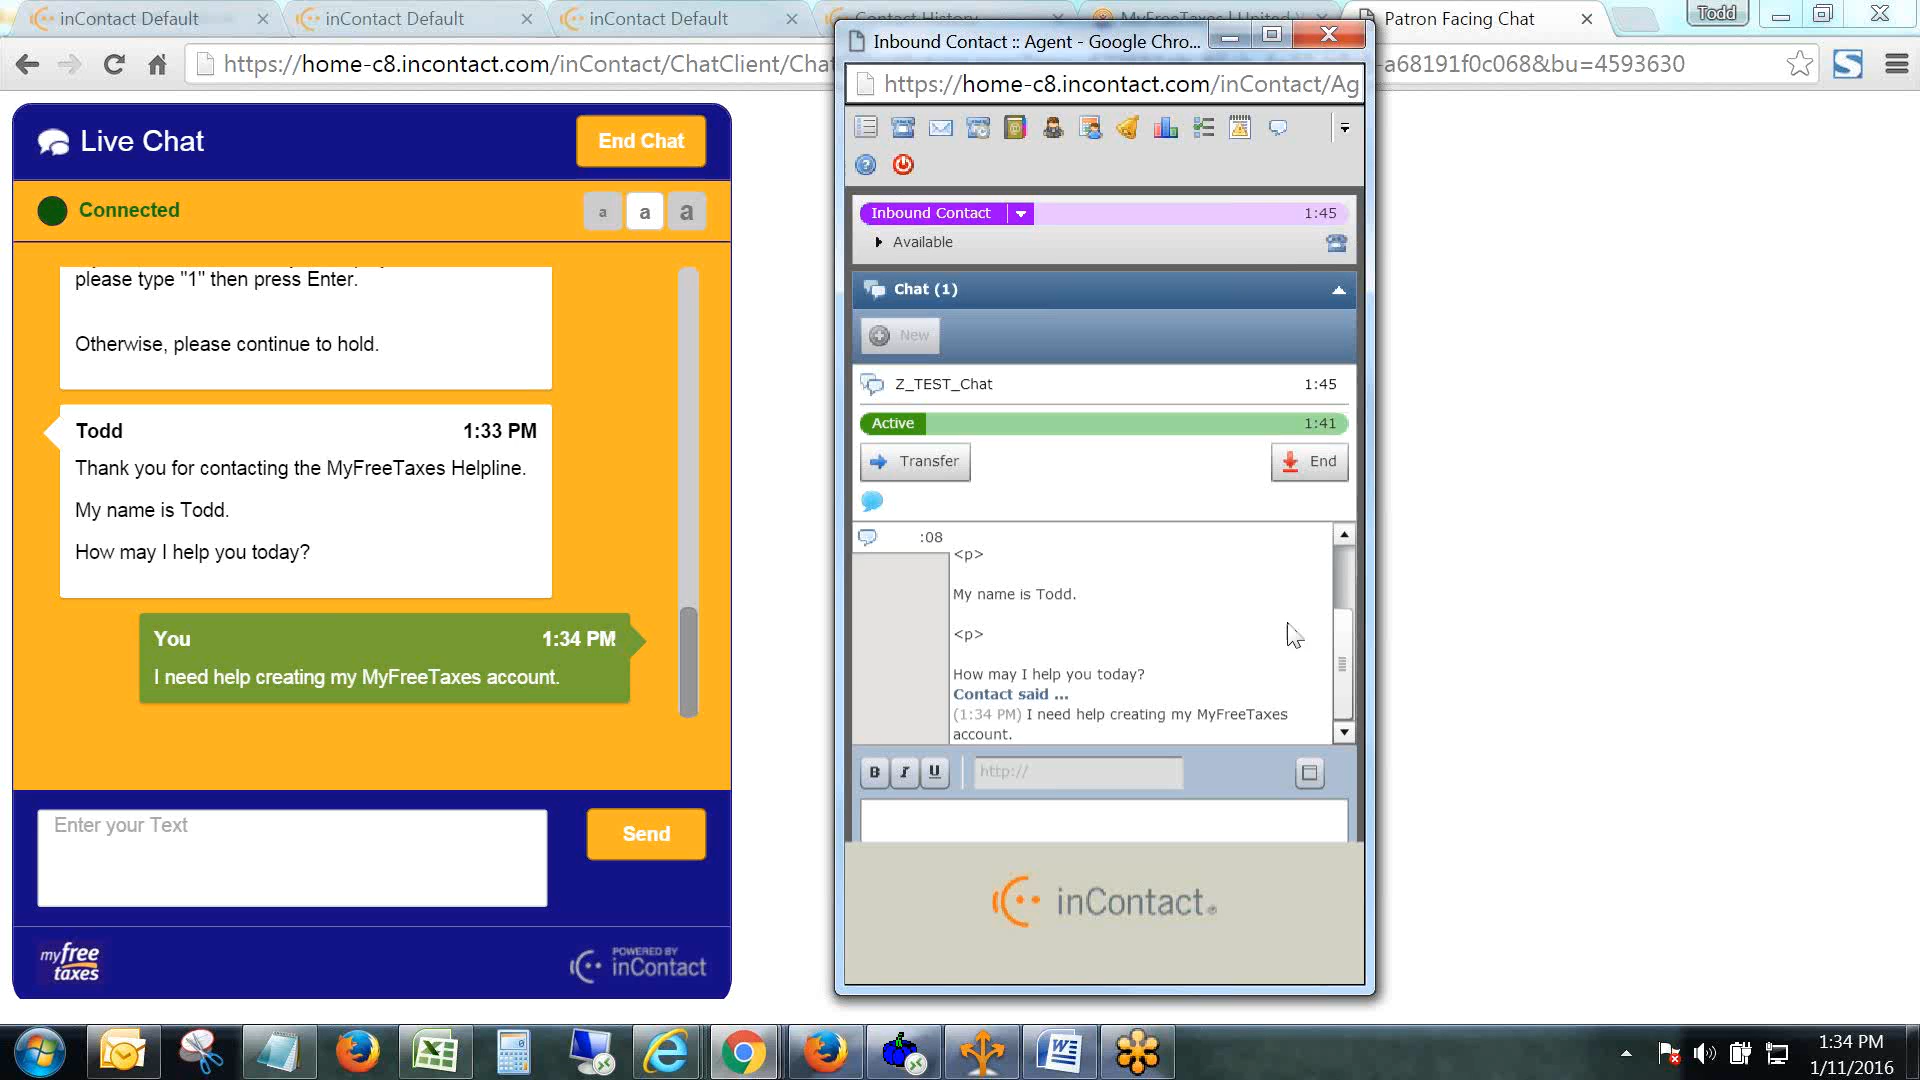 inContact Default
inContact Default
inContact Default
Contact History
MyFreeTaxes | United
Patron Facing Chat
Todd
https://home-c8.incontact.com/inContact/ChatClient/Cha
-a68191f0c068&bu=4593630
Live Chat
End Chat
Connected
a
a
a
please type "1" then press Enter.
Otherwise, please continue to hold.
Todd
1:33 PM
Thank you for contacting the MyFreeTaxes Helpline.
My name is Todd.
How may I help you today?
You
1:34 PM
I need help creating my MyFreeTaxes account.
Enter your Text
Send
my free taxes
POWERED BY
inContact
Inbound Contact :: Agent - Google Chro...
https://home-c8.incontact.com/inContact/Ag
Inbound Contact
1:45
Available
Chat (1)
New
Z_TEST_Chat
1:45
Active
1:41
Transfer
End
:08
<p>
My name is Todd.
<p>
How may I help you today?
Contact said ...
(1:34 PM) I need help creating my MyFreeTaxes
account.
B
I
U
http://
inContact
1:34 PM
1/11/2016